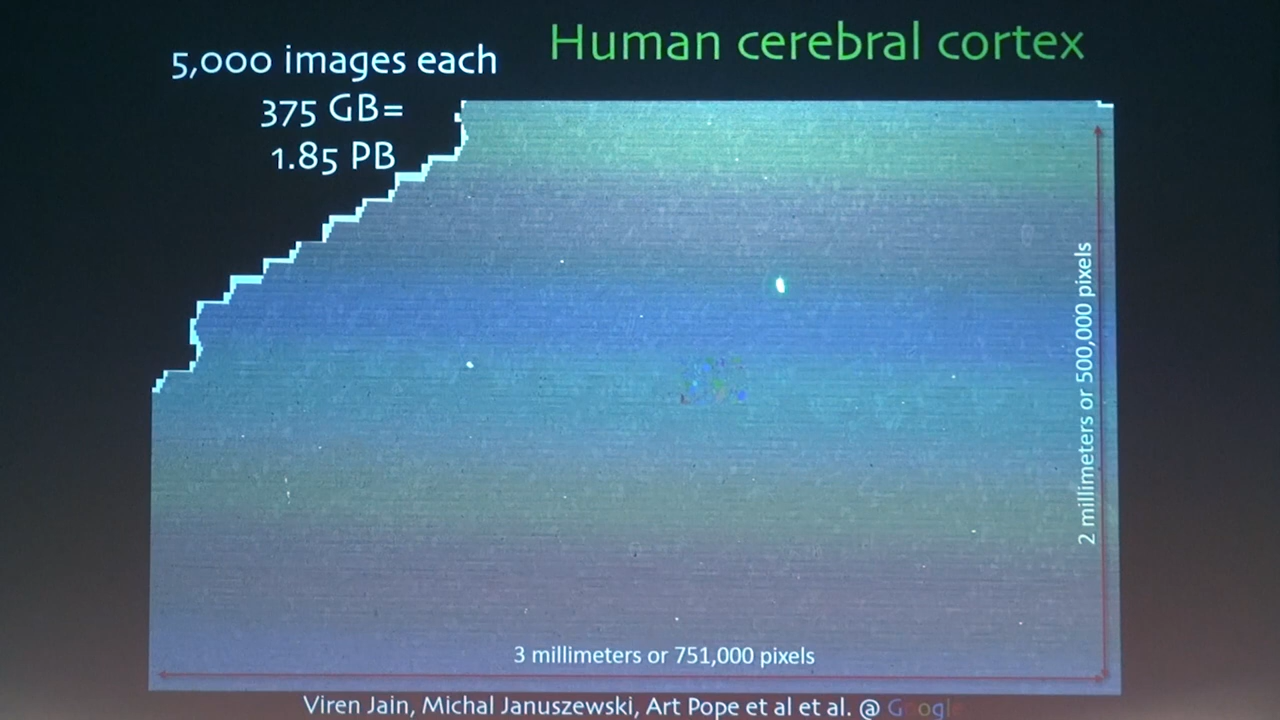 Human cerebral cortex
5,000 images each
375 GB=
1.85 PB
2 millimeters or 500,000 pixels
3 millimeters or 751,000 pixels
Viren Jain, Michal Januszewski, Art Pope et al et al. @ Google